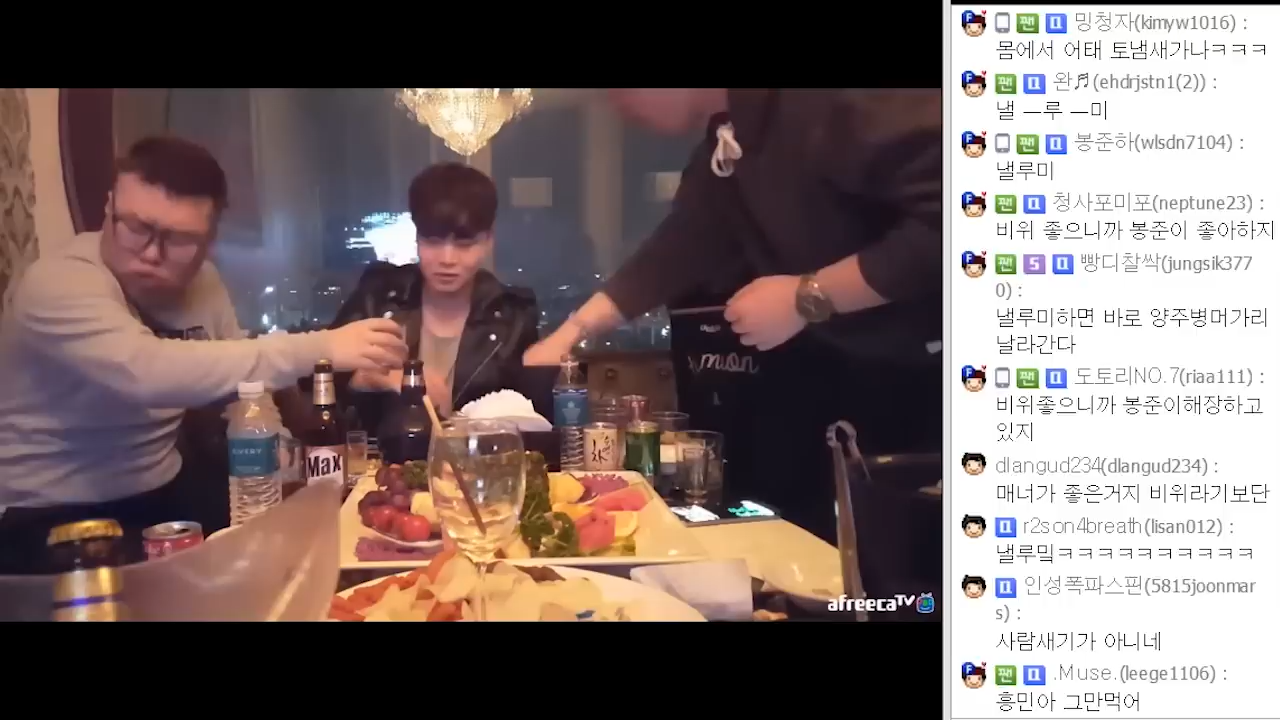 밍청자(kimyw1016) :
몸에서 어태 토냄새가나ㅋㅋㅋ
완♬(ehdrjstn1(2)) :
낼 ㅡ루 ㅡ미
봉준하(wlsdn7104) :
낼루미
청사포미포(neptune23) :
비위 좋으니까 봉준이 좋아하지
빵디찰싹(jungsik377
0) :
낼루미하면 바로 양주병머가리
날라간다
도토리NO.7(riaa111) :
비위좋으니까 봉준이해장하고
있지
dlangud234(dlangud234) :
매너가 좋은거지 비위라기보단
r2son4breath(lisan012) :
낼루밐ㅋㅋㅋㅋㅋㅋㅋㅋㅋㅋ
인성폭파스핀(5815joonmar
s) :
사람새기가 아니네
.Muse.(leege1106) :
흥민아 그만먹어
Max
muon
afreecaTV